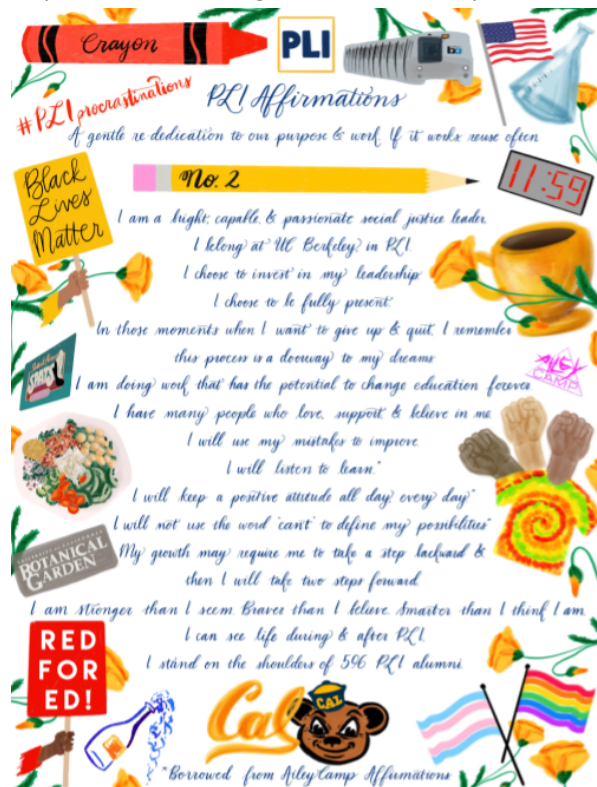 Crayon
PLI
#PLIprocrastinations
PLI Affirmations
A gentle re dedication to our purpose & work. If it works reuse often
No. 2
11:59
Black
Lives
Matter
I am a bright, capable, & passionate social justice leader.
I belong at UC Berkeley? in PLI.
I choose to invest in my leadership
I choose to be fully present*
In those moments when I want to give up & quit, I remember
this process is a doorway to my dreams
I am doing work that has the potential to change education forever.
I have many people who love, support & believe in me
I will use my mistakes to improve
I will listen to learn.*
I will keep a positive attitude all day every day*
I will not use the word "can't" to define my possibilities*
My growth may require me to take a step backward &
then I will take two steps forward.
I am stronger than I seem. Braver than I believe. Smarter than I think I am.
I can see life during & after PLI.
I stand on the shoulders of 596 PLI alumni.
CAMP
BOTANICAL
GARDEN
RED
FOR
ED!
Cal
CAL
*Borrowed from AileyCamp Affirmations